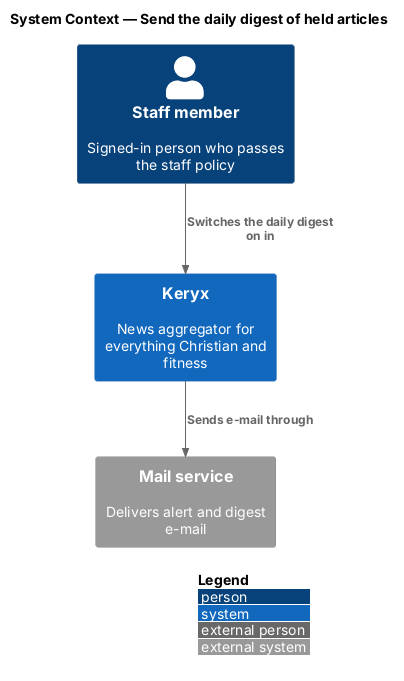 System Context — Send the daily digest of held articles
Staff member
Signed-in person who passes
the staff policy
Switches the daily digest
on in
Keryx
News aggregator for
everything Christian and
fitness
Sends e-mail through
Mail service
Delivers alert and digest
e-mail
Legend
person
system
external person
external system